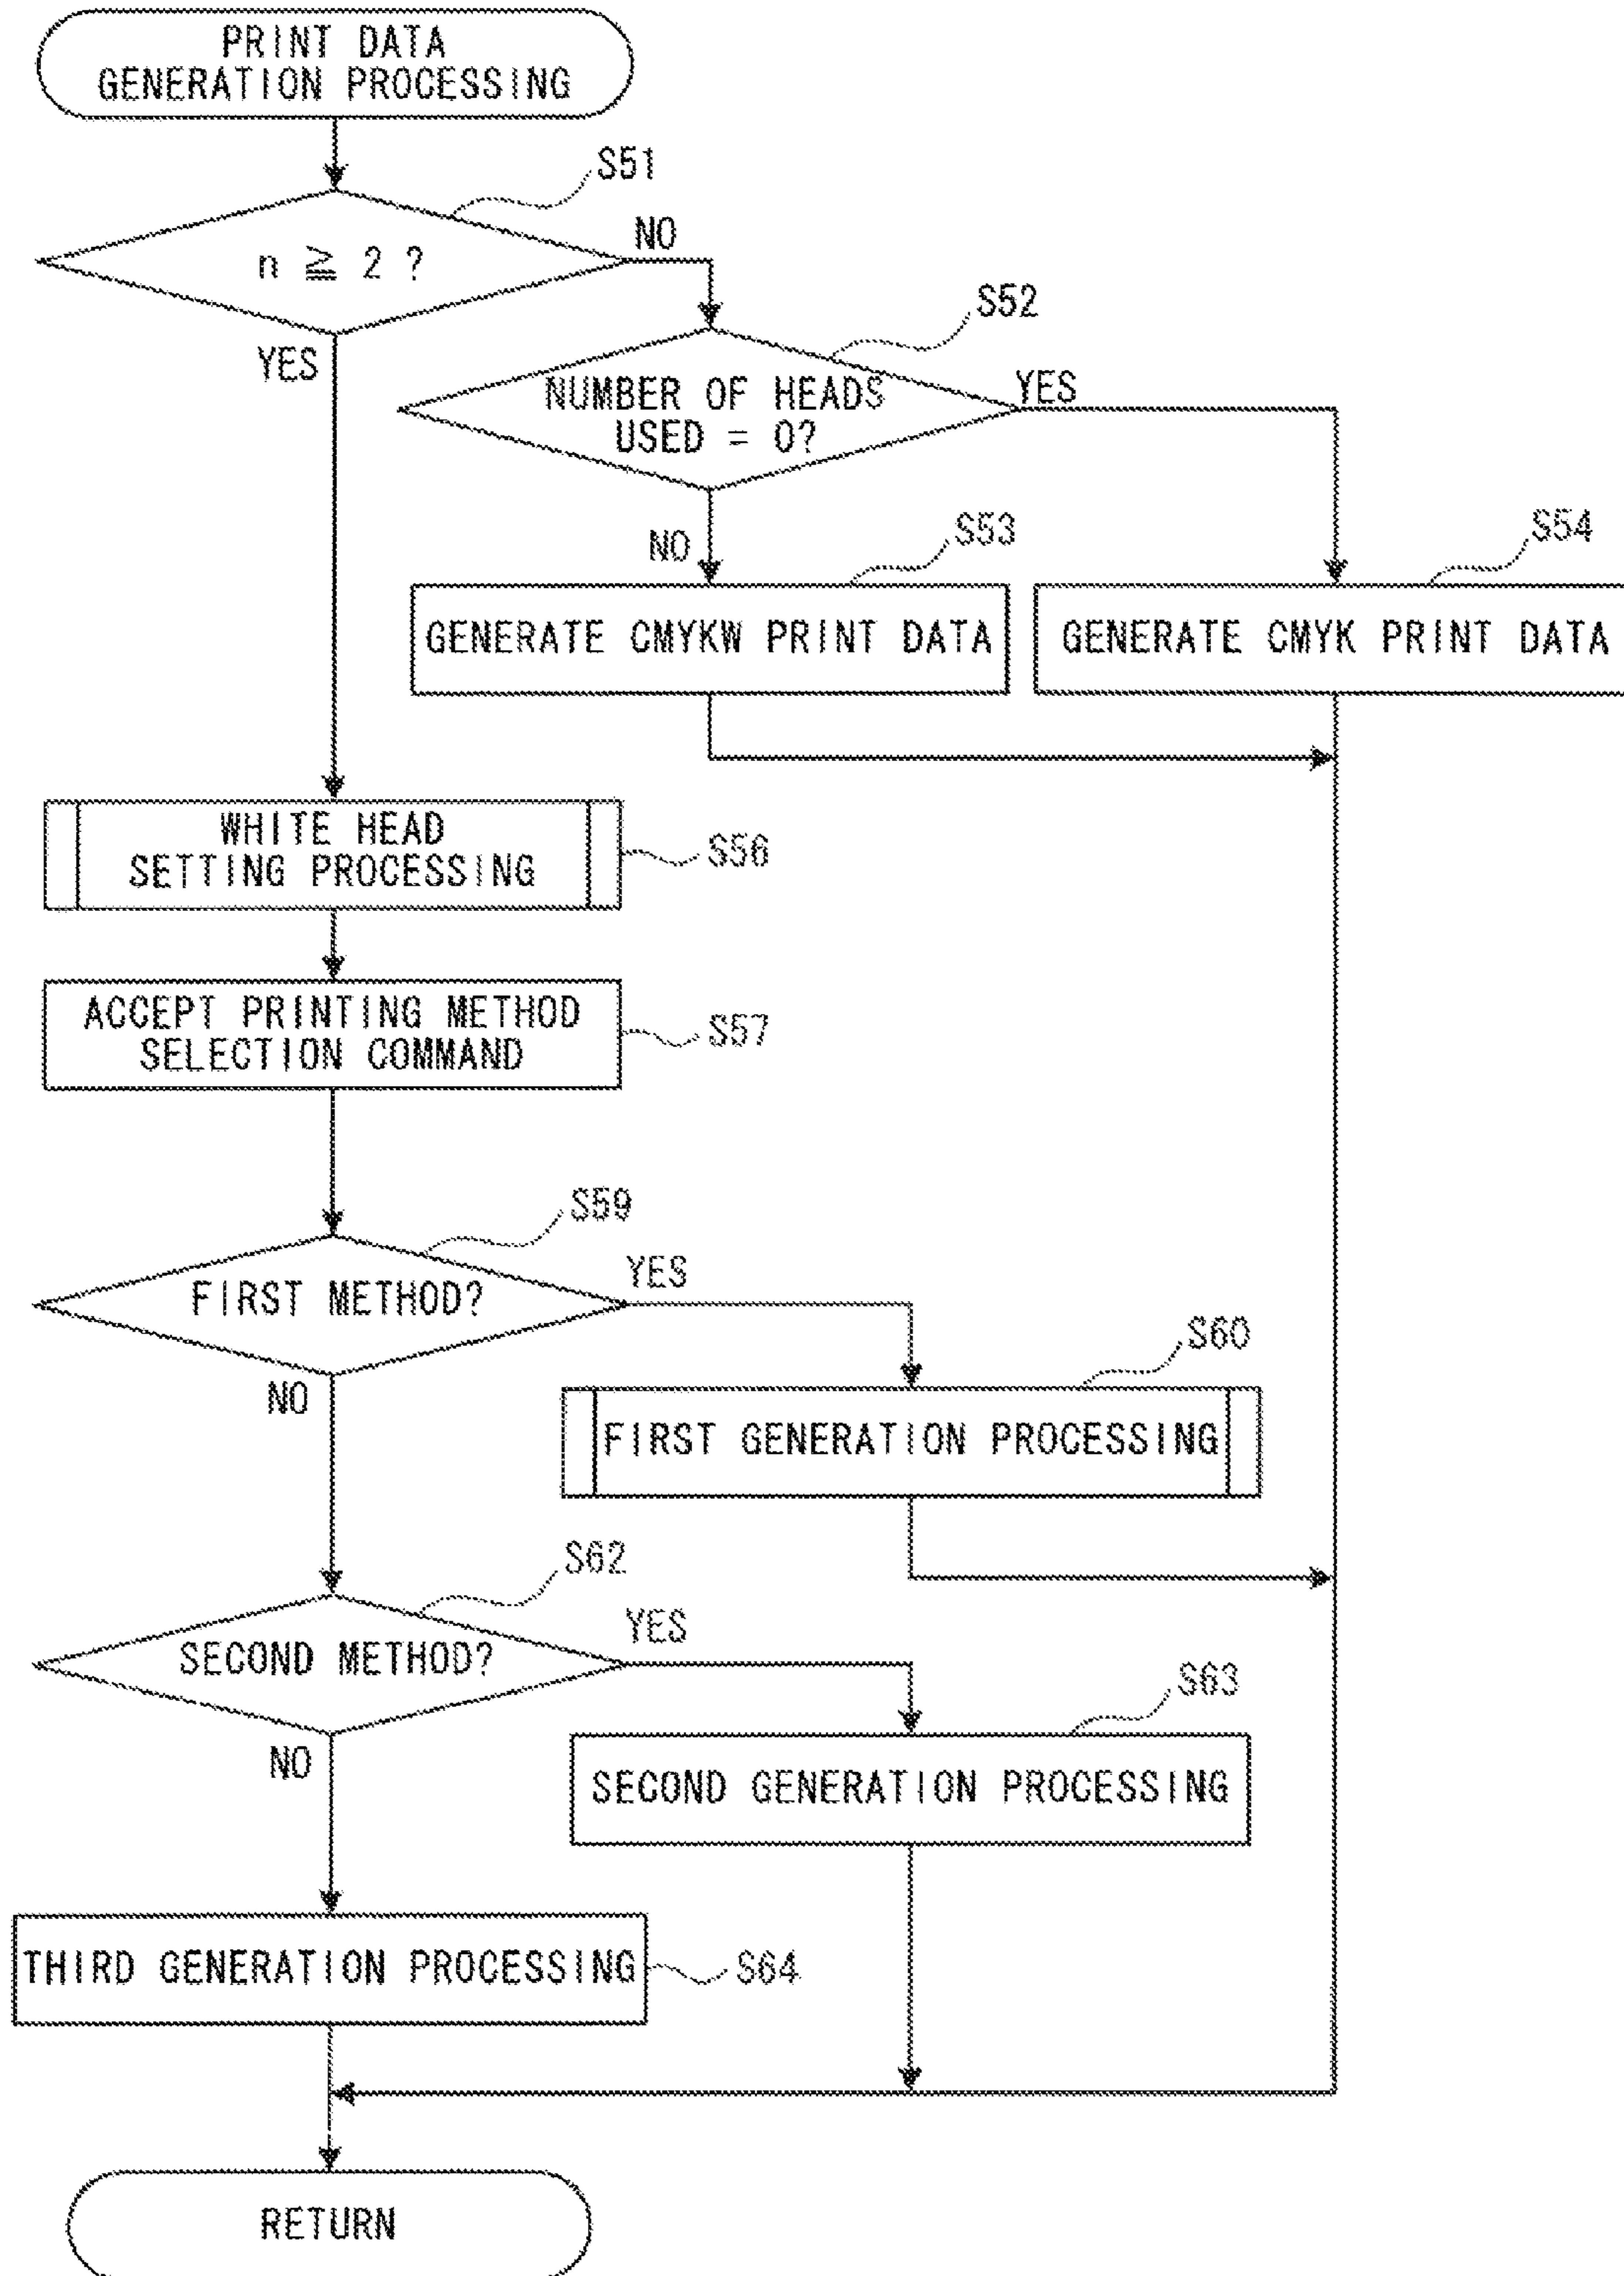 PRINT DATA
GENERATION PROCESSING
S51
n ≧ 2 ?
NO
YES
S52
NUMBER OF HEADS
USED = 0?
YES
NO
S53
S54
GENERATE CMYKW PRINT DATA
GENERATE CMYK PRINT DATA
WHITE HEAD
SETTING PROCESSING
S56
ACCEPT PRINTING METHOD
SELECTION COMMAND
S57
S59
FIRST METHOD?
YES
NO
S60
FIRST GENERATION PROCESSING
S62
SECOND METHOD?
YES
NO
S63
SECOND GENERATION PROCESSING
THIRD GENERATION PROCESSING
S64
RETURN